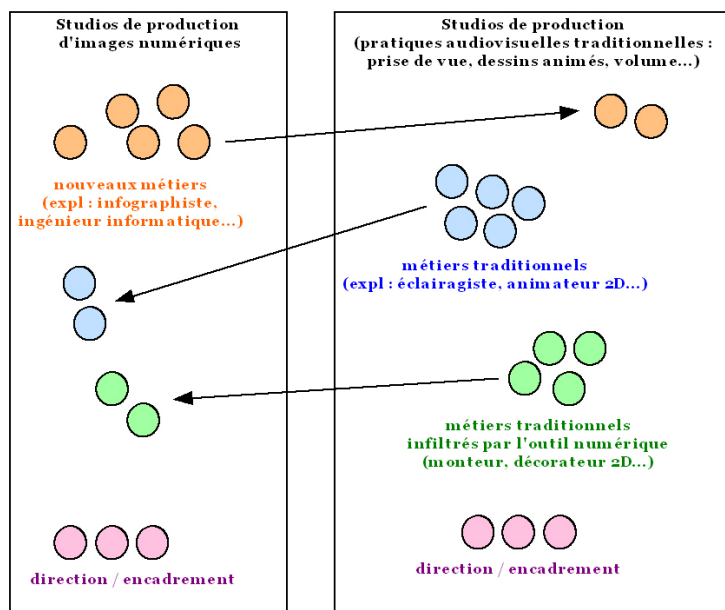 Studios de production
d'images numériques
nouveaux métiers
(expl : infographiste,
ingénieur informatique...)
direction / encadrement
Studios de production
(pratiques audiovisuelles traditionnelles :
prise de vue, dessins animés, volume...)
métiers traditionnels
(expl : éclairagiste, animateur 2D...)
métiers traditionnels
infiltrés par l'outil numérique
(monteur, décorateur 2D...)
direction / encadrement